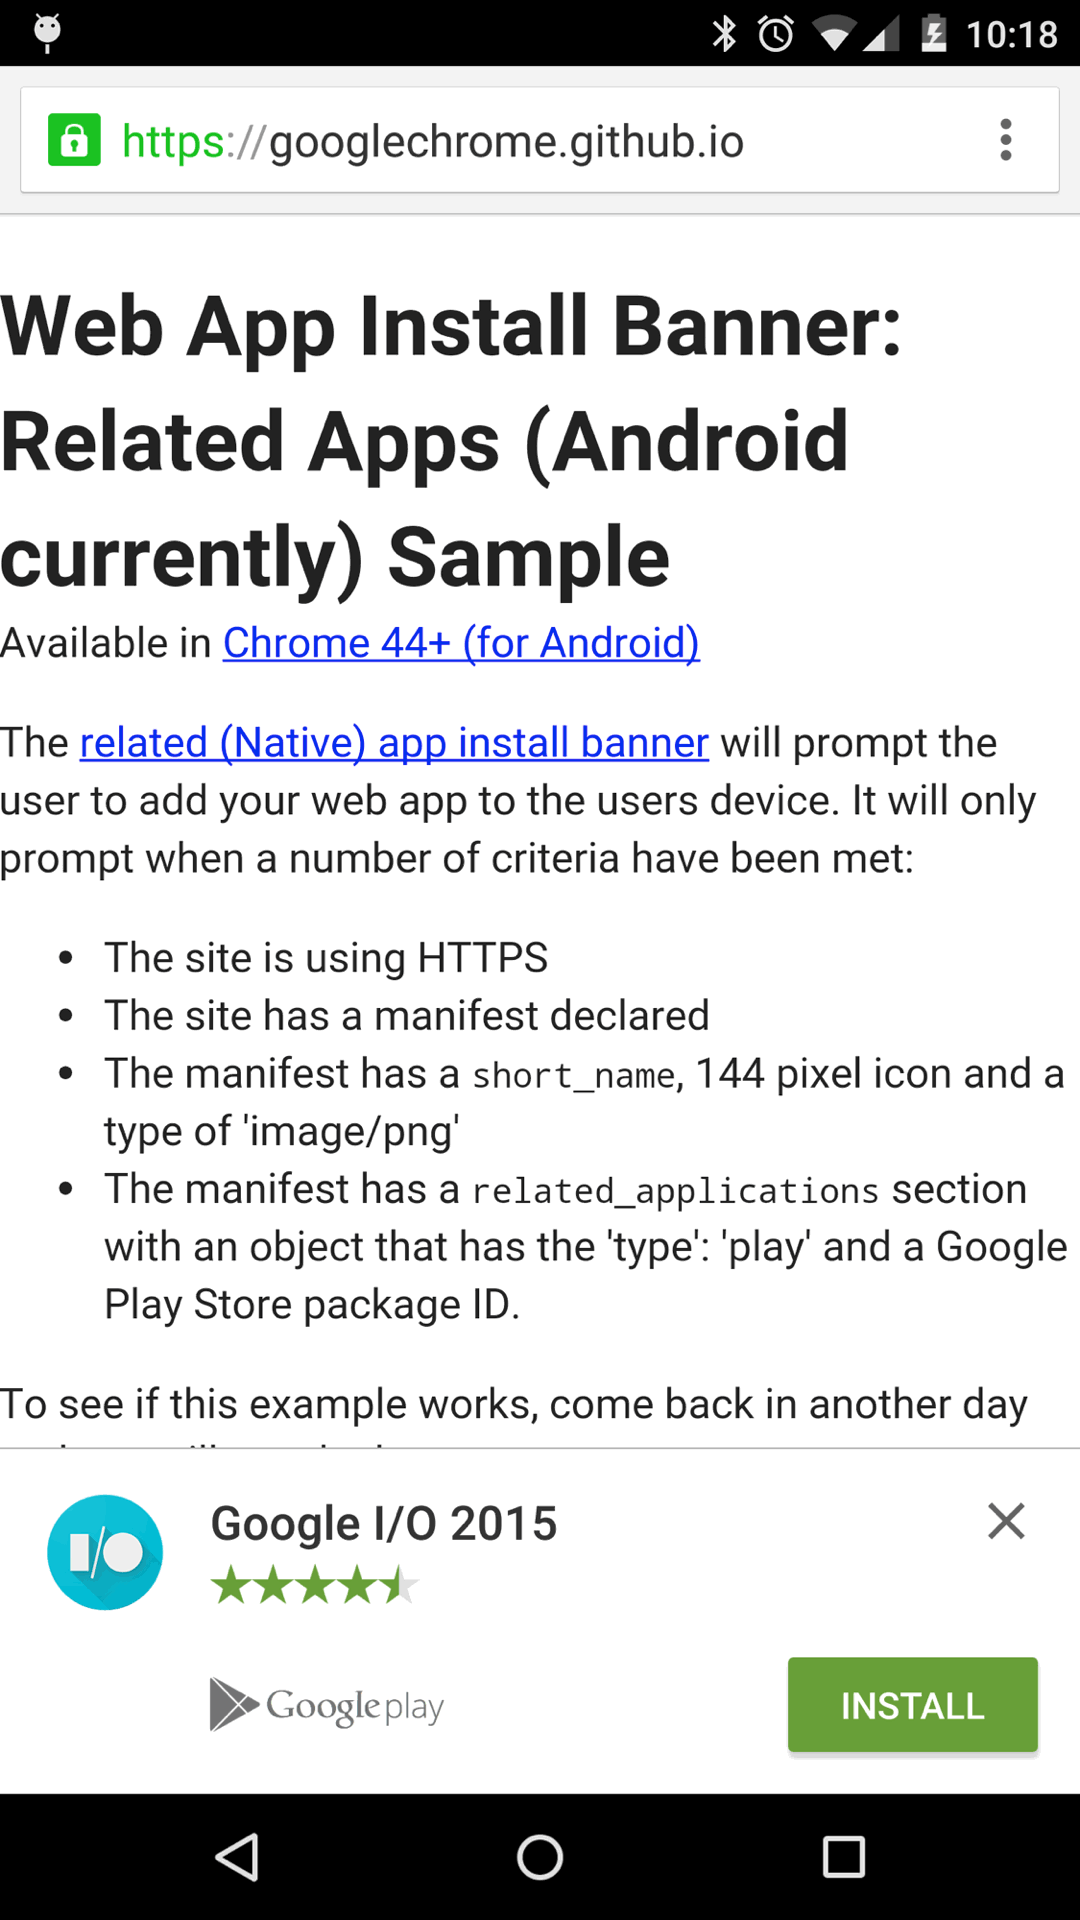 10:18
https://googlechrome.github.io
Web App Install Banner:
Related Apps (Android
currently) Sample
Available in Chrome 44+ (for Android)
The related (Native) app install banner will prompt the
user to add your web app to the users device. It will only
prompt when a number of criteria have been met:
• The site is using HTTPS
• The site has a manifest declared
• The manifest has a short_name, 144 pixel icon and a
type of 'image/png'
• The manifest has a related_applications section
with an object that has the 'type': 'play' and a Google
Play Store package ID.
To see if this example works, come back in another day
I/O
Google I/O 2015
Google play
INSTALL